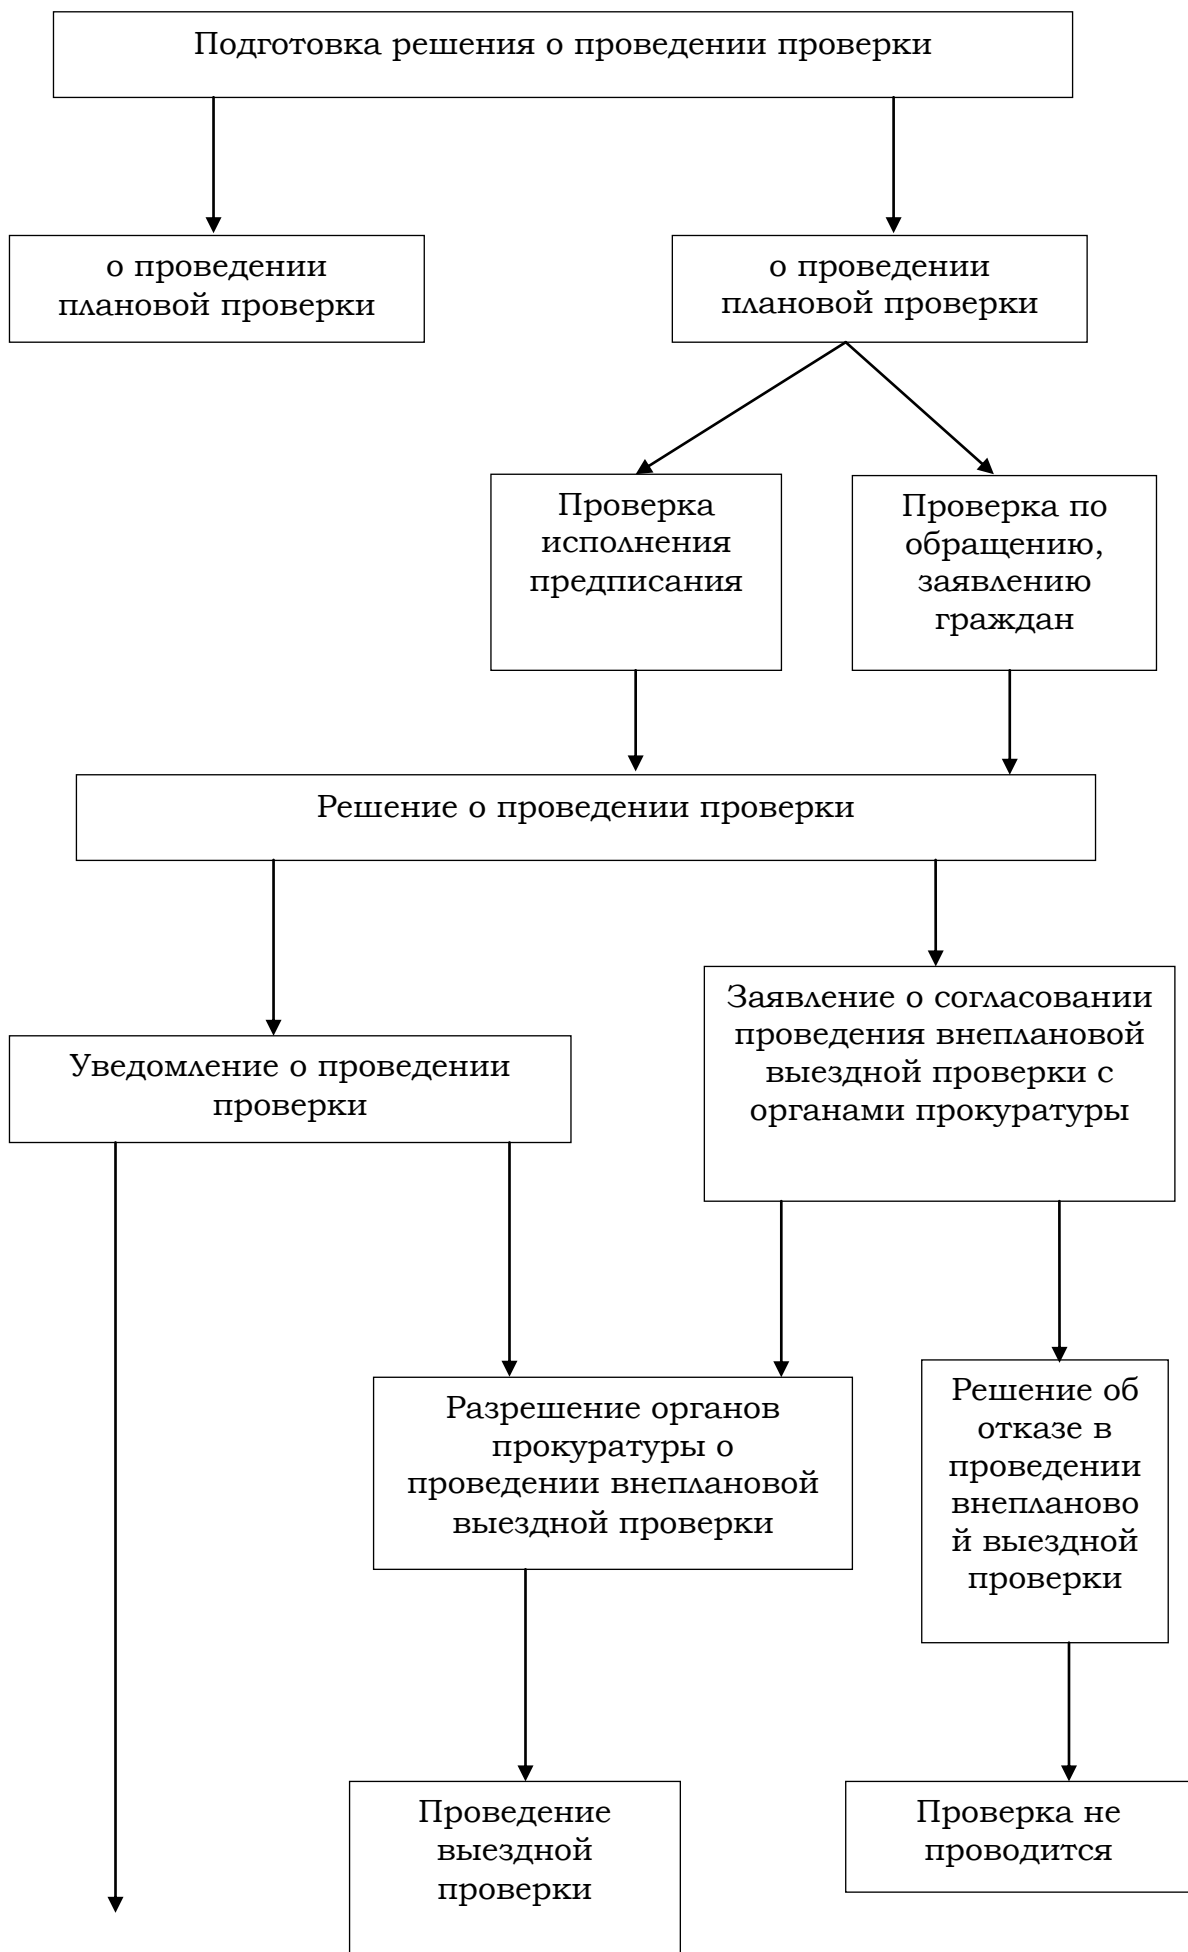 Подготовка решения о проведении проверки
о проведении
плановой проверки
о проведении
плановой проверки
Проверка
исполнения
предписания
Проверка по
обращению,
заявлению
граждан
Решение о проведении проверки
Заявление о согласовании
проведения внеплановой
выездной проверки с
органами прокуратуры
Уведомление о проведении
проверки
Разрешение органов
прокуратуры о
проведении внеплановой
выездной проверки
Решение об
отказе в
проведении
внепланово
й выездной
проверки
Проведение
выездной
проверки
Проверка не
проводится